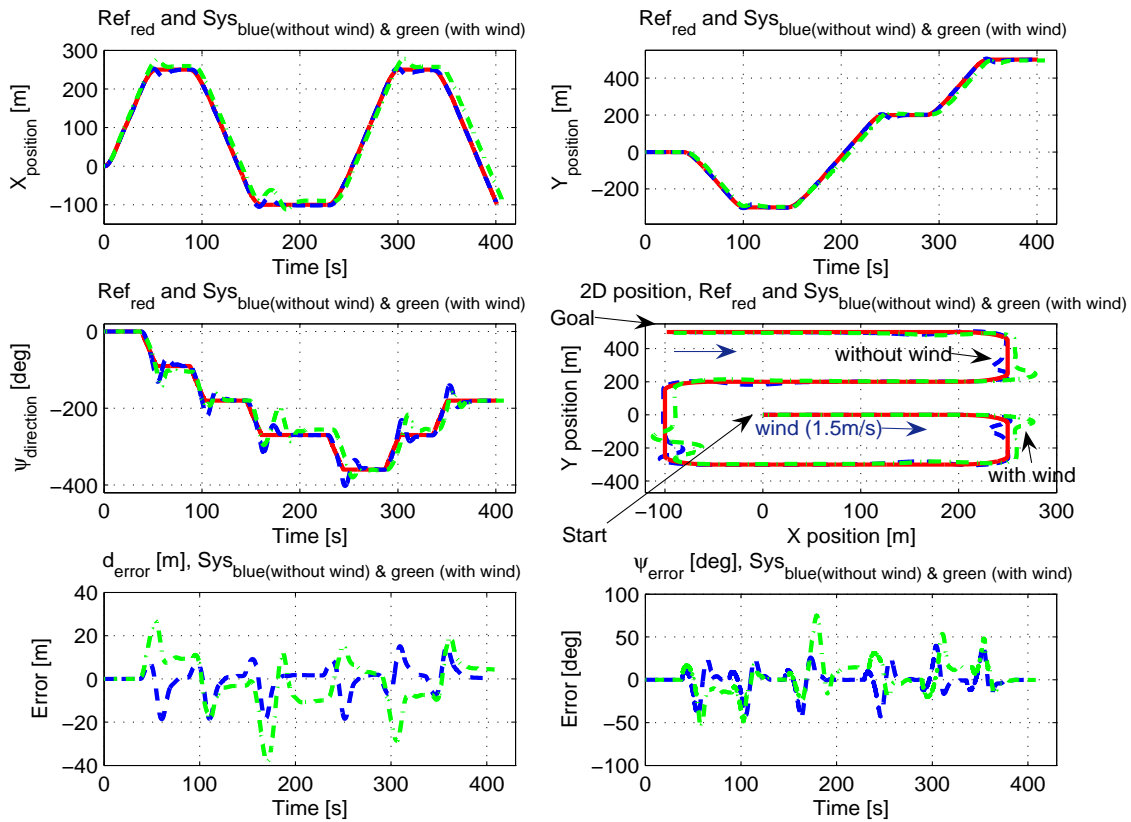 Ref_red and Sys_blue(without wind) & green (with wind)
300
200
100
0
−100
X_position [m]
0 100 200 300 400
Time [s]
Ref_red and Sys_blue(without wind) & green (with wind)
400
200
0
−200
Y_position [m]
0 100 200 300 400
Time [s]
Ref_red and Sys_blue(without wind) & green (with wind)
0
−200
−400
ψ_direction [deg]
0 100 200 300 400
Time [s]
2D position, Ref_red and Sys_blue(without wind) & green (with wind)
Goal
400
200
0
−200
−400
Y position [m]
without wind
wind (1.5m/s)
with wind
Start
−100 0 100 200 300
X position [m]
d_error [m], Sys_blue(without wind) & green (with wind)
40
20
0
−20
−40
Error [m]
0 100 200 300 400
Time [s]
ψ_error [deg], Sys_blue(without wind) & green (with wind)
100
50
0
−50
−100
Error [deg]
0 100 200 300 400
Time [s]